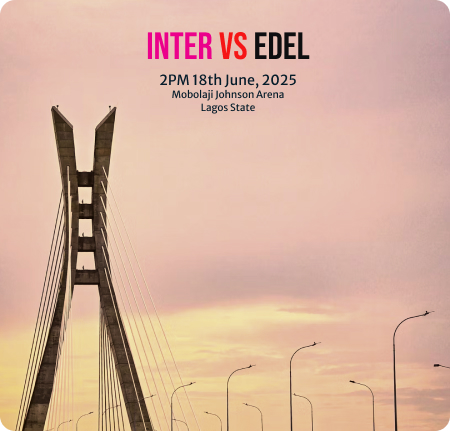 INTER VS EDEL
2PM 18th June, 2025
Mobolaji Johnson Arena
Lagos State